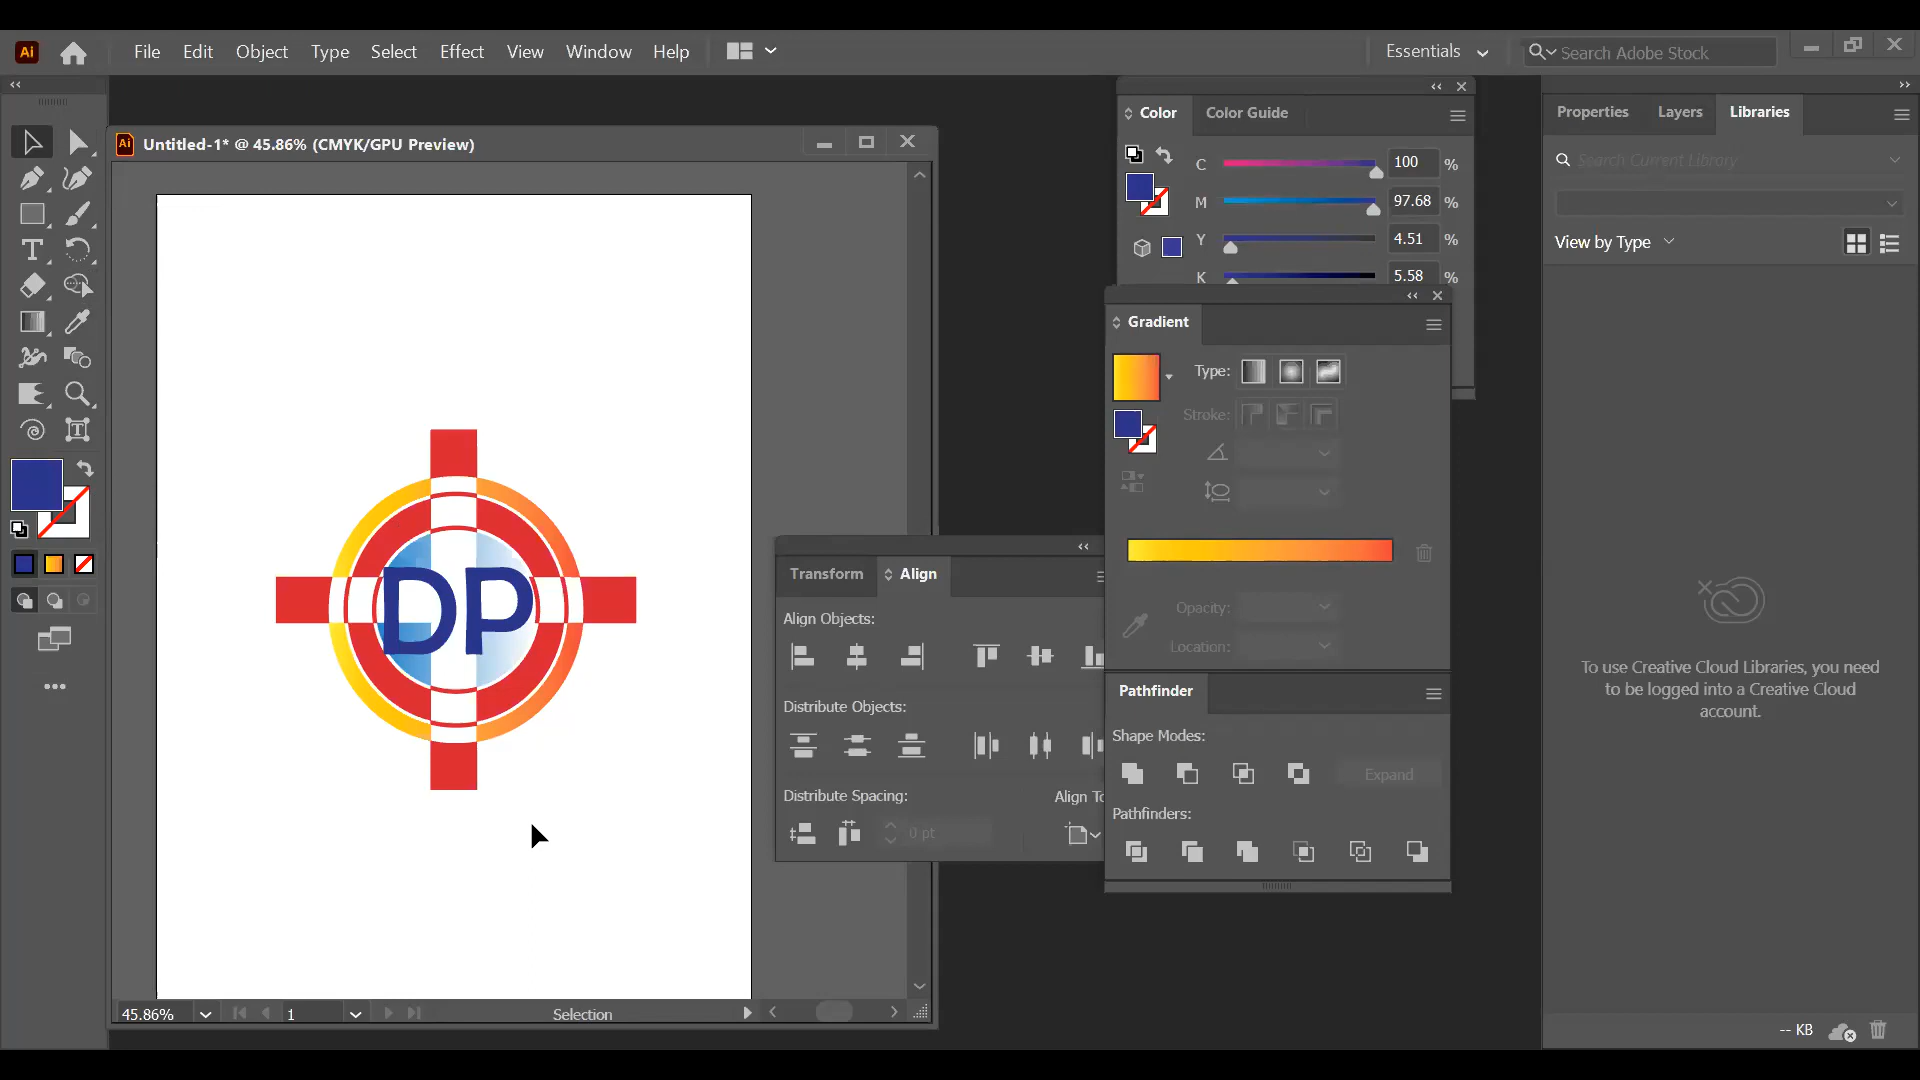 Ai File Edit Object Type Select Effect View Window Help Essentials Search Adobe Stock
Ai Untitled-1* @ 45.86% (CMYK/GPU Preview)
DP
45.86% 1 Selection
Color Color Guide
C 100 %
M 97.68 %
Y 4.51 %
K 5.58 %
Gradient
Type:
Stroke:
Opacity:
Location:
Transform Align
Align Objects:
Distribute Objects:
Distribute Spacing:
0 pt
Pathfinder
Shape Modes:
Expand
Pathfinders:
Properties Layers Libraries
Search Current Library
View by Type
To use Creative Cloud Libraries, you need
to be logged into a Creative Cloud
account.
-- KB